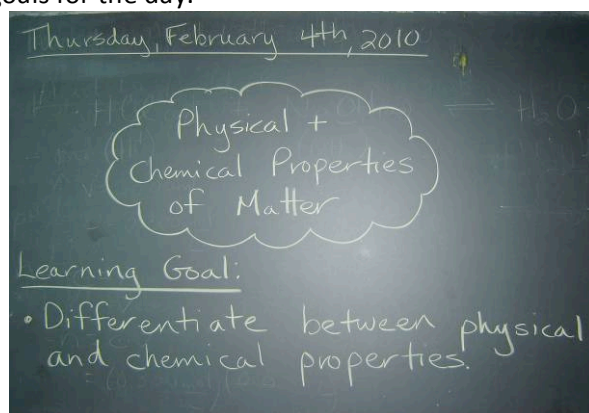 goals for the day.
Thursday, February 4th, 2010
Physical +
Chemical Properties
of Matter
Learning Goal:
• Differentiate between physical
and chemical properties.